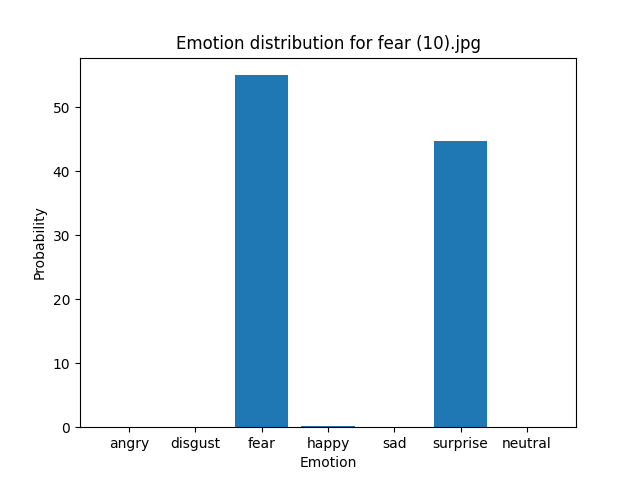 Emotion distribution for fear (10).jpg
Probability
50
40
30
20
10
0
angry disgust fear happy sad surprise neutral
Emotion